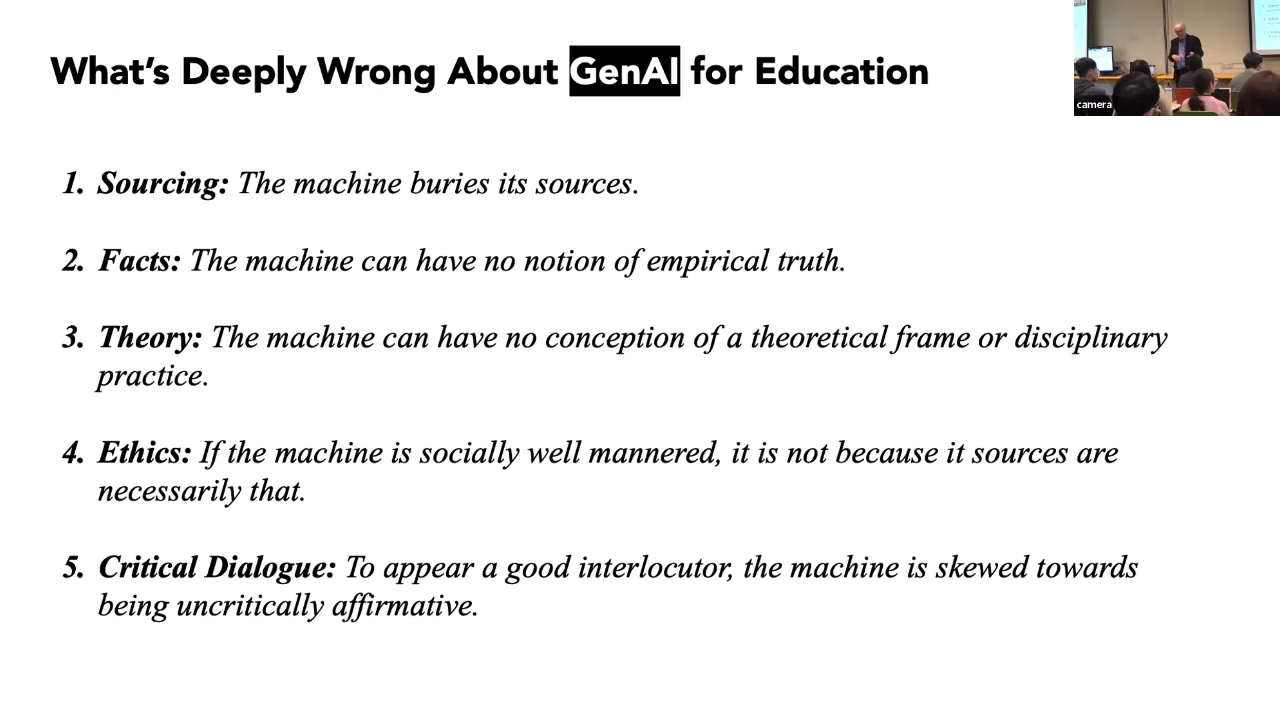 What's Deeply Wrong About GenAI for Education
camera
1. Sourcing: The machine buries its sources.
2. Facts: The machine can have no notion of empirical truth.
3. Theory: The machine can have no conception of a theoretical frame or disciplinary
practice.
4. Ethics: If the machine is socially well mannered, it is not because it sources are
necessarily that.
5. Critical Dialogue: To appear a good interlocutor, the machine is skewed towards
being uncritically affirmative.